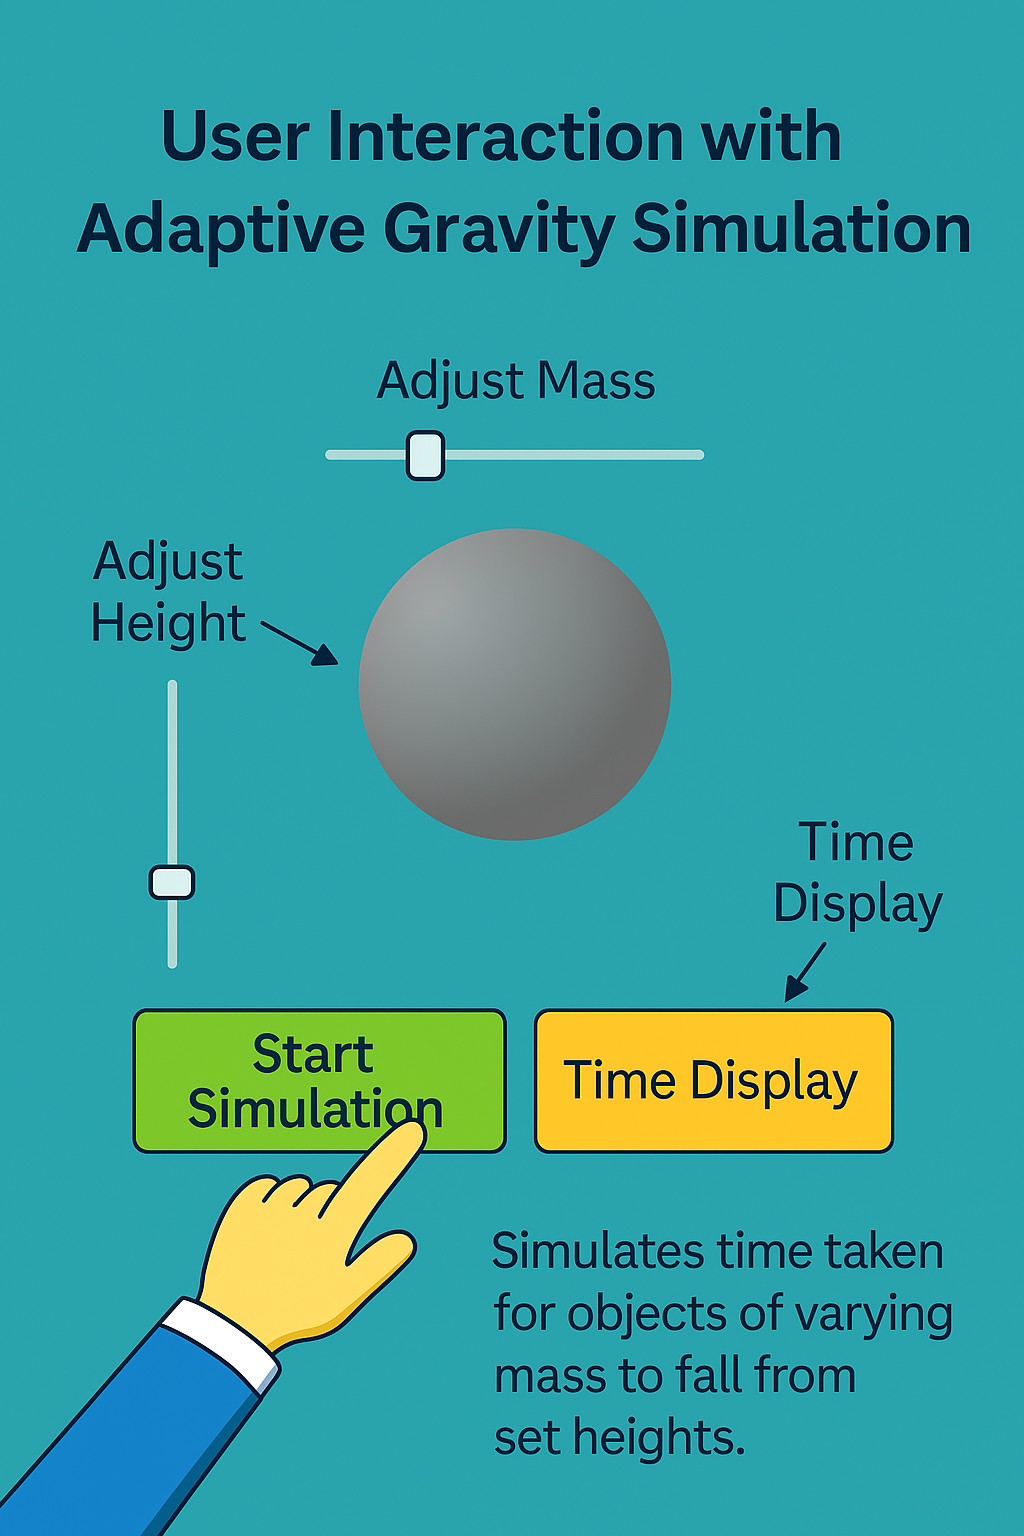 User Interaction with
Adaptive Gravity Simulation
Adjust Mass
Adjust
Height
Time
Display
Start
Simulation
Time Display
Simulates time taken
for objects of varying
mass to fall from
set heights.